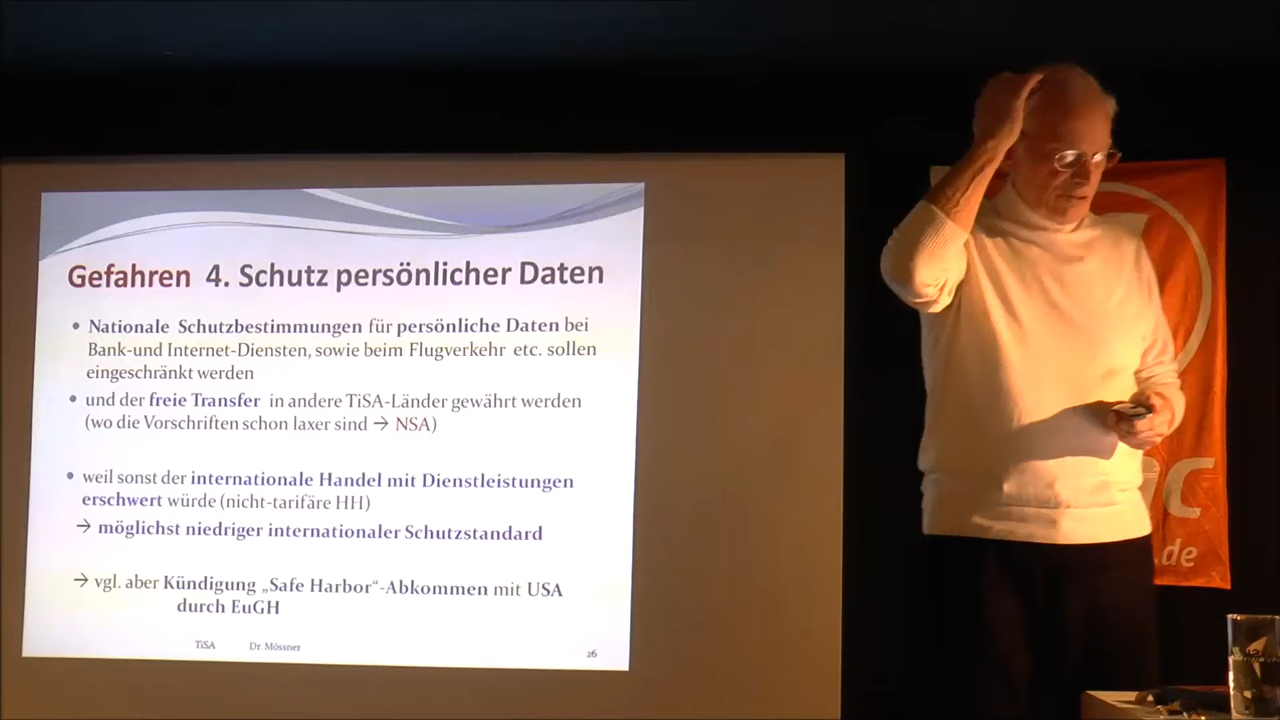 Gefahren 4. Schutz persönlicher Daten
• Nationale Schutzbestimmungen für persönliche Daten bei
Bank-und Internet-Diensten, sowie beim Flugverkehr etc. sollen
eingeschränkt werden
• und der freie Transfer in andere TiSA-Länder gewährt werden
(wo die Vorschriften schon laxer sind → NSA)
• weil sonst der internationale Handel mit Dienstleistungen
erschwert würde (nicht-tarifäre HH)
→ möglichst niedriger internationaler Schutzstandard
→ vgl. aber Kündigung „Safe Harbor“-Abkommen mit USA
durch EuGH
TiSA Dr. Mössner 26
.de